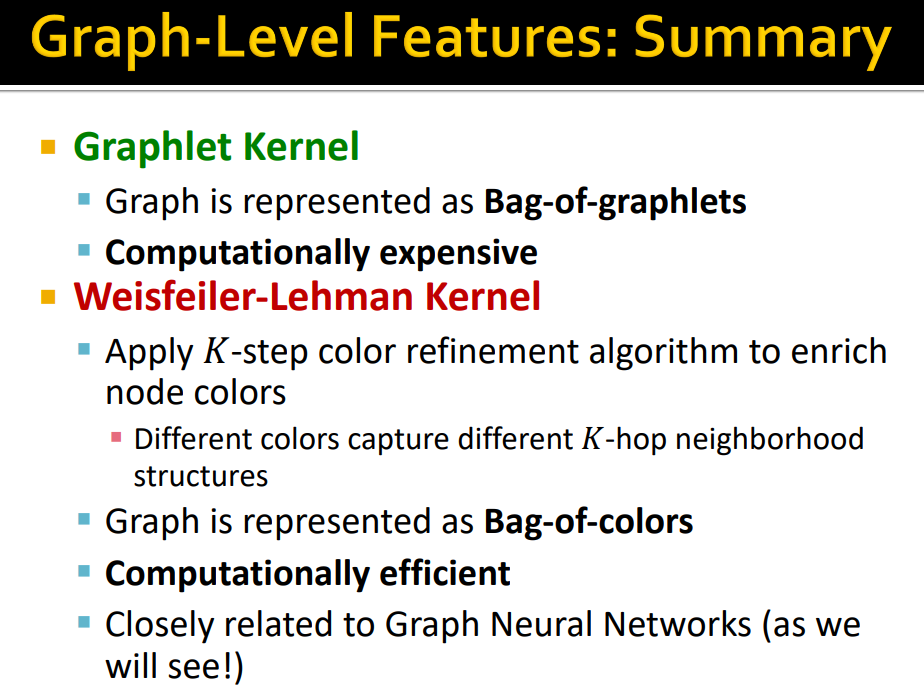 Graph-Level Features: Summary
Graphlet Kernel
Graph is represented as Bag-of-graphlets
Computationally expensive
Weisfeiler-Lehman Kernel
Apply K-step color refinement algorithm to enrich
node colors
Different colors capture different K-hop neighborhood
structures
Graph is represented as Bag-of-colors
Computationally efficient
Closely related to Graph Neural Networks (as we
will see!)